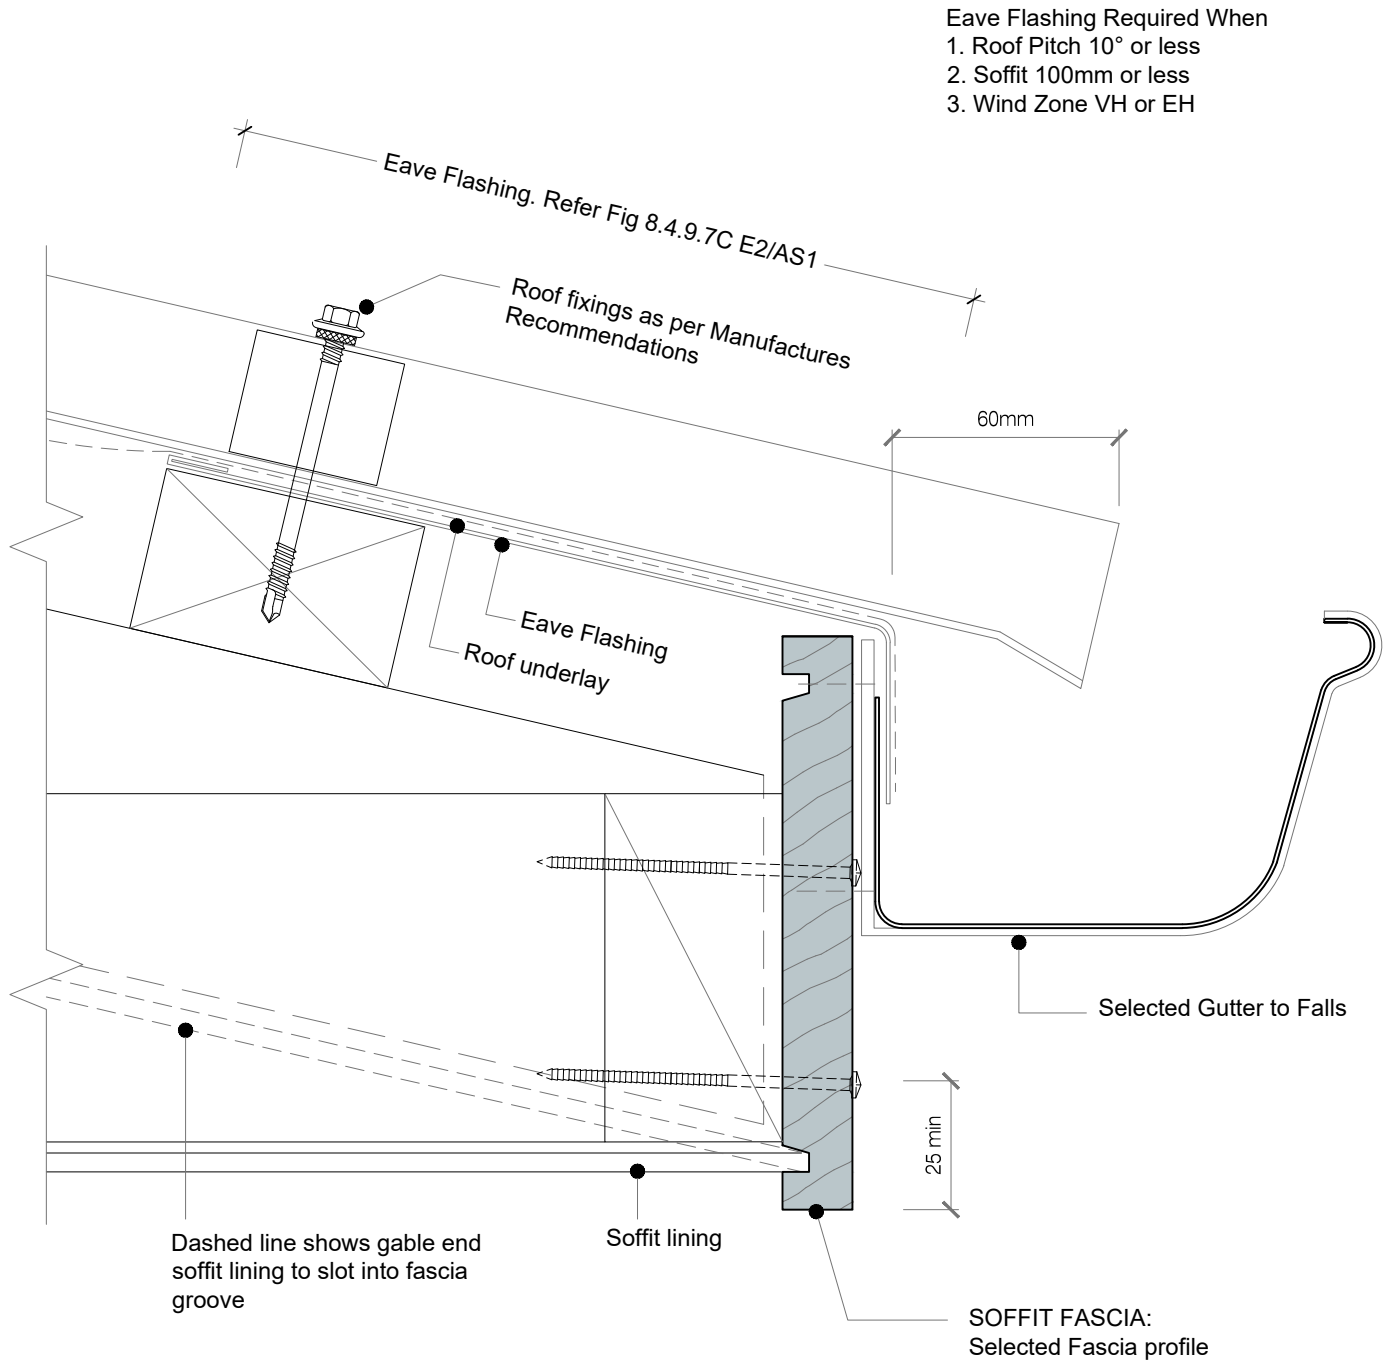 Eave Flashing Required When
1. Roof Pitch 10° or less
2. Soffit 100mm or less
3. Wind Zone VH or EH
Eave Flashing. Refer Fig 8.4.9.7C E2/AS1
Roof fixings as per Manufactures
Recommendations
60mm
Eave Flashing
Roof underlay
Selected Gutter to Falls
25 min
Soffit lining
Dashed line shows gable end
soffit lining to slot into fascia
groove
SOFFIT FASCIA:
Selected Fascia profile